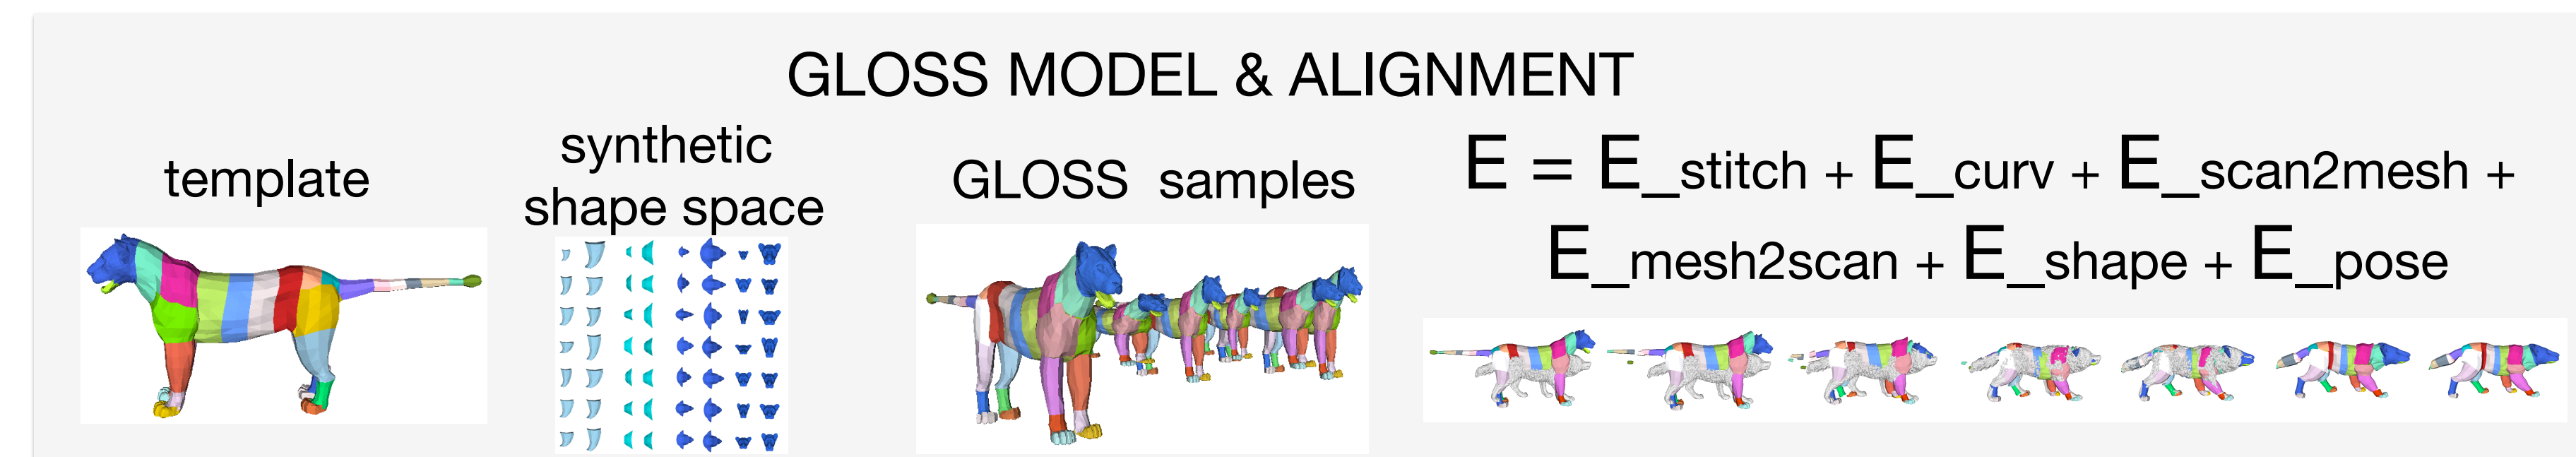 GLOSS MODEL & ALIGNMENT
template
synthetic
shape space
GLOSS samples
E = E_stitch + E_curv + E_scan2mesh +
E_mesh2scan + E_shape + E_pose